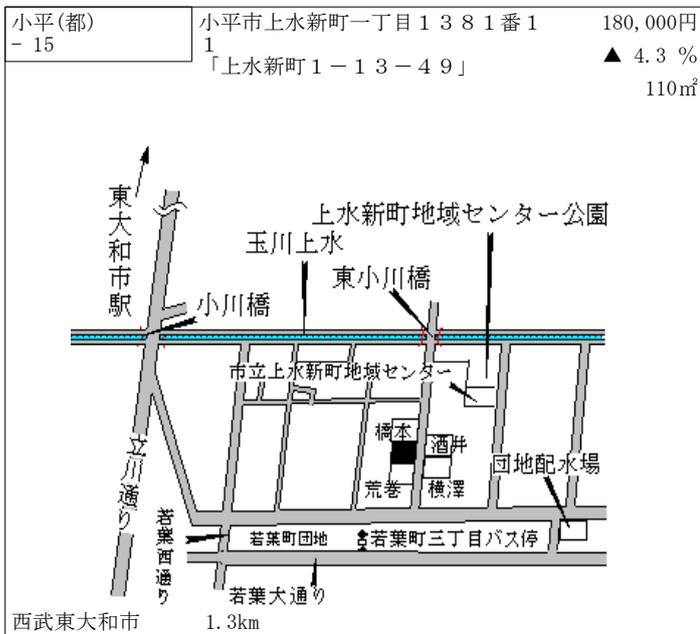 小平(都)
- 15
小平市上水新町一丁目１３８１番１
1
「上水新町１－１３－４９」
180,000円
▲ 4.3 %
110㎡
東大和市駅
上水新町地域センター公園
玉川上水
東小川橋
小川橋
市立上水新町地域センター
橋本
酒井
立川通り
団地配水場
荒巻
横澤
若葉西通り
若葉町団地
若葉町三丁目バス停
若葉大通り
西武東大和市
1.3km